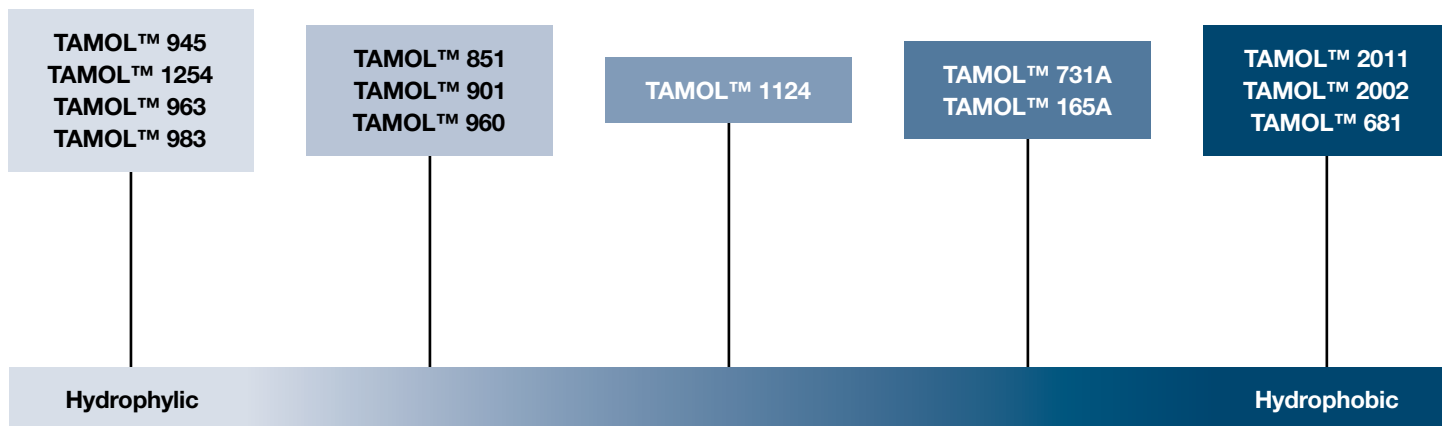 TAMOL™ 945
TAMOL™ 1254
TAMOL™ 963
TAMOL™ 983
TAMOL™ 851
TAMOL™ 901
TAMOL™ 960
TAMOL™ 1124
TAMOL™ 731A
TAMOL™ 165A
TAMOL™ 2011
TAMOL™ 2002
TAMOL™ 681
Hydrophylic
Hydrophobic